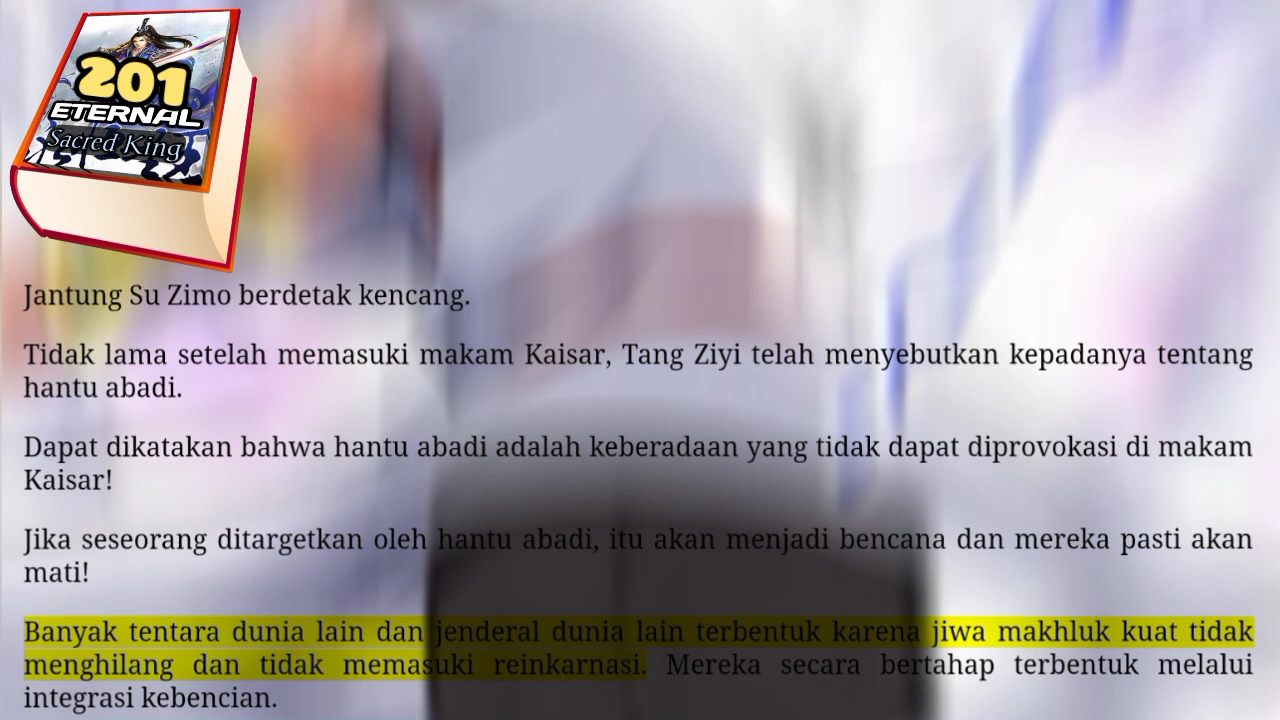 201
ETERNAL
Sacred King
Jantung Su Zimo berdetak kencang.
Tidak lama setelah memasuki makam Kaisar, Tang Ziyi telah menyebutkan kepadanya tentang
hantu abadi.
Dapat dikatakan bahwa hantu abadi adalah keberadaan yang tidak dapat diprovokasi di makam
Kaisar!
Jika seseorang ditargetkan oleh hantu abadi, itu akan menjadi bencana dan mereka pasti akan
mati!
Banyak tentara dunia lain dan jenderal dunia lain terbentuk karena jiwa makhluk kuat tidak
menghilang dan tidak memasuki reinkarnasi. Mereka secara bertahap terbentuk melalui
integrasi kebencian.